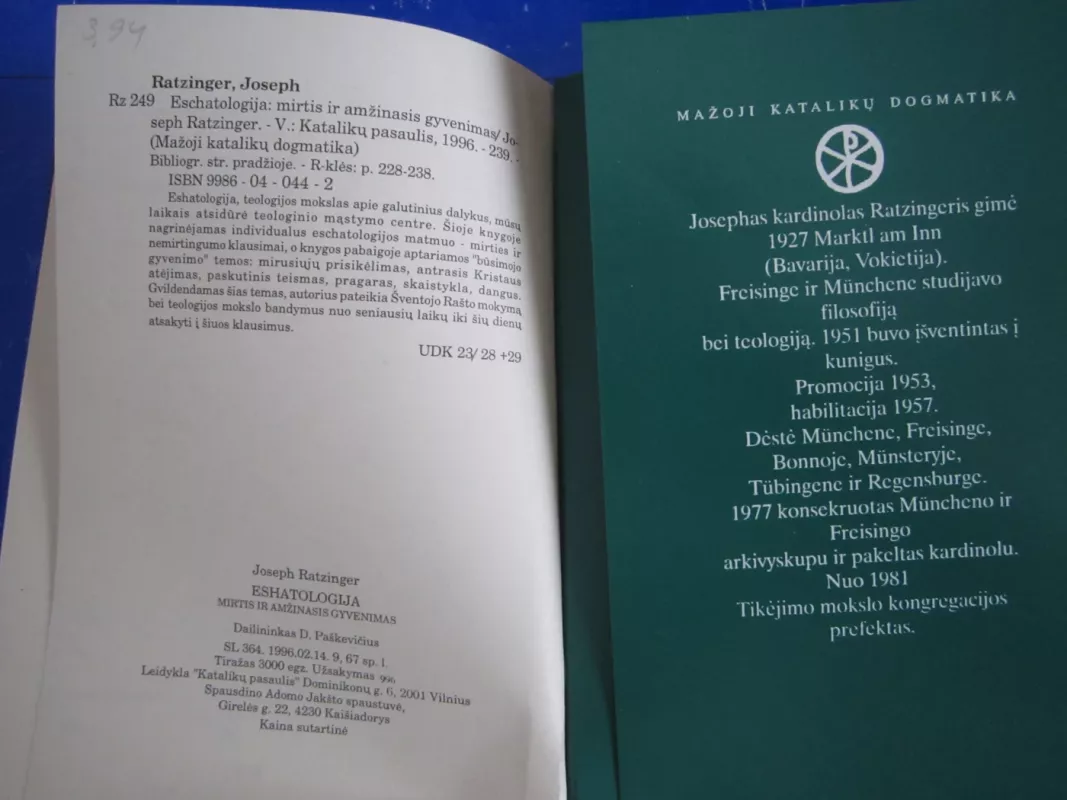 3,94
Ratzinger, Joseph
Rz 249 Eschatologija: mirtis ir amžinasis gyvenimas/Jo-
seph Ratzinger. - V.: Katalikų pasaulis, 1996. - 239. -
(Mažoji katalikų dogmatika)
Bibliogr. str. pradžioje. - R-klės: p. 228-238.
ISBN 9986 - 04 - 044 - 2
Eshatologija, teologijos mokslas apie galutinius dalykus, mūsų
laikais atsidūrė teologinio mąstymo centre. Šioje knygoje
nagrinėjamas individualus eschatologijos matmuo - mirties ir
nemirtingumo klausimai, o knygos pabaigoje aptariamos "būsimojo
gyvenimo" temos: mirusiųjų prisikėlimas, antrasis Kristaus
atėjimas, paskutinis teismas, pragaras, skaistykla, dangus.
Gvildendamas šias temas, autorius pateikia Šventojo Rašto mokymą
bei teologijos mokslo bandymus nuo seniausių laikų iki šių dienų
atsakyti į šiuos klausimus.
UDK 23/ 28 +29
Joseph Ratzinger
ESHATOLOGIJA
MIRTIS IR AMŽINASIS GYVENIMAS
Dailininkas D. Paškevičius
SL 364. 1996.02.14. 9, 67 sp. l.
Tiražas 3000 egz. Užsakymas 996
Leidykla "Katalikų pasaulis" Dominikonų g. 6, 2001 Vilnius
Spausdino Adomo Jakšto spaustuvė,
Girelės g. 22, 4230 Kaišiadorys
Kaina sutartinė
MAŽOJI KATALIKŲ DOGMATIKA
Josephas kardinolas Ratzingeris gimė
1927 Marktl am Inn
(Bavarija, Vokietija).
Freisinge ir Münchene studijavo
filosofiją
bei teologiją. 1951 buvo įšventintas į
kunigus.
Promocija 1953,
habilitacija 1957.
Dėstė Münchene, Freisinge,
Bonnoje, Münsteryje,
Tübingene ir Regensburge.
1977 konsekruotas Müncheno ir
Freisingo
arkivyskupu ir pakeltas kardinolu.
Nuo 1981
Tikėjimo mokslo kongregacijos
prefektas.